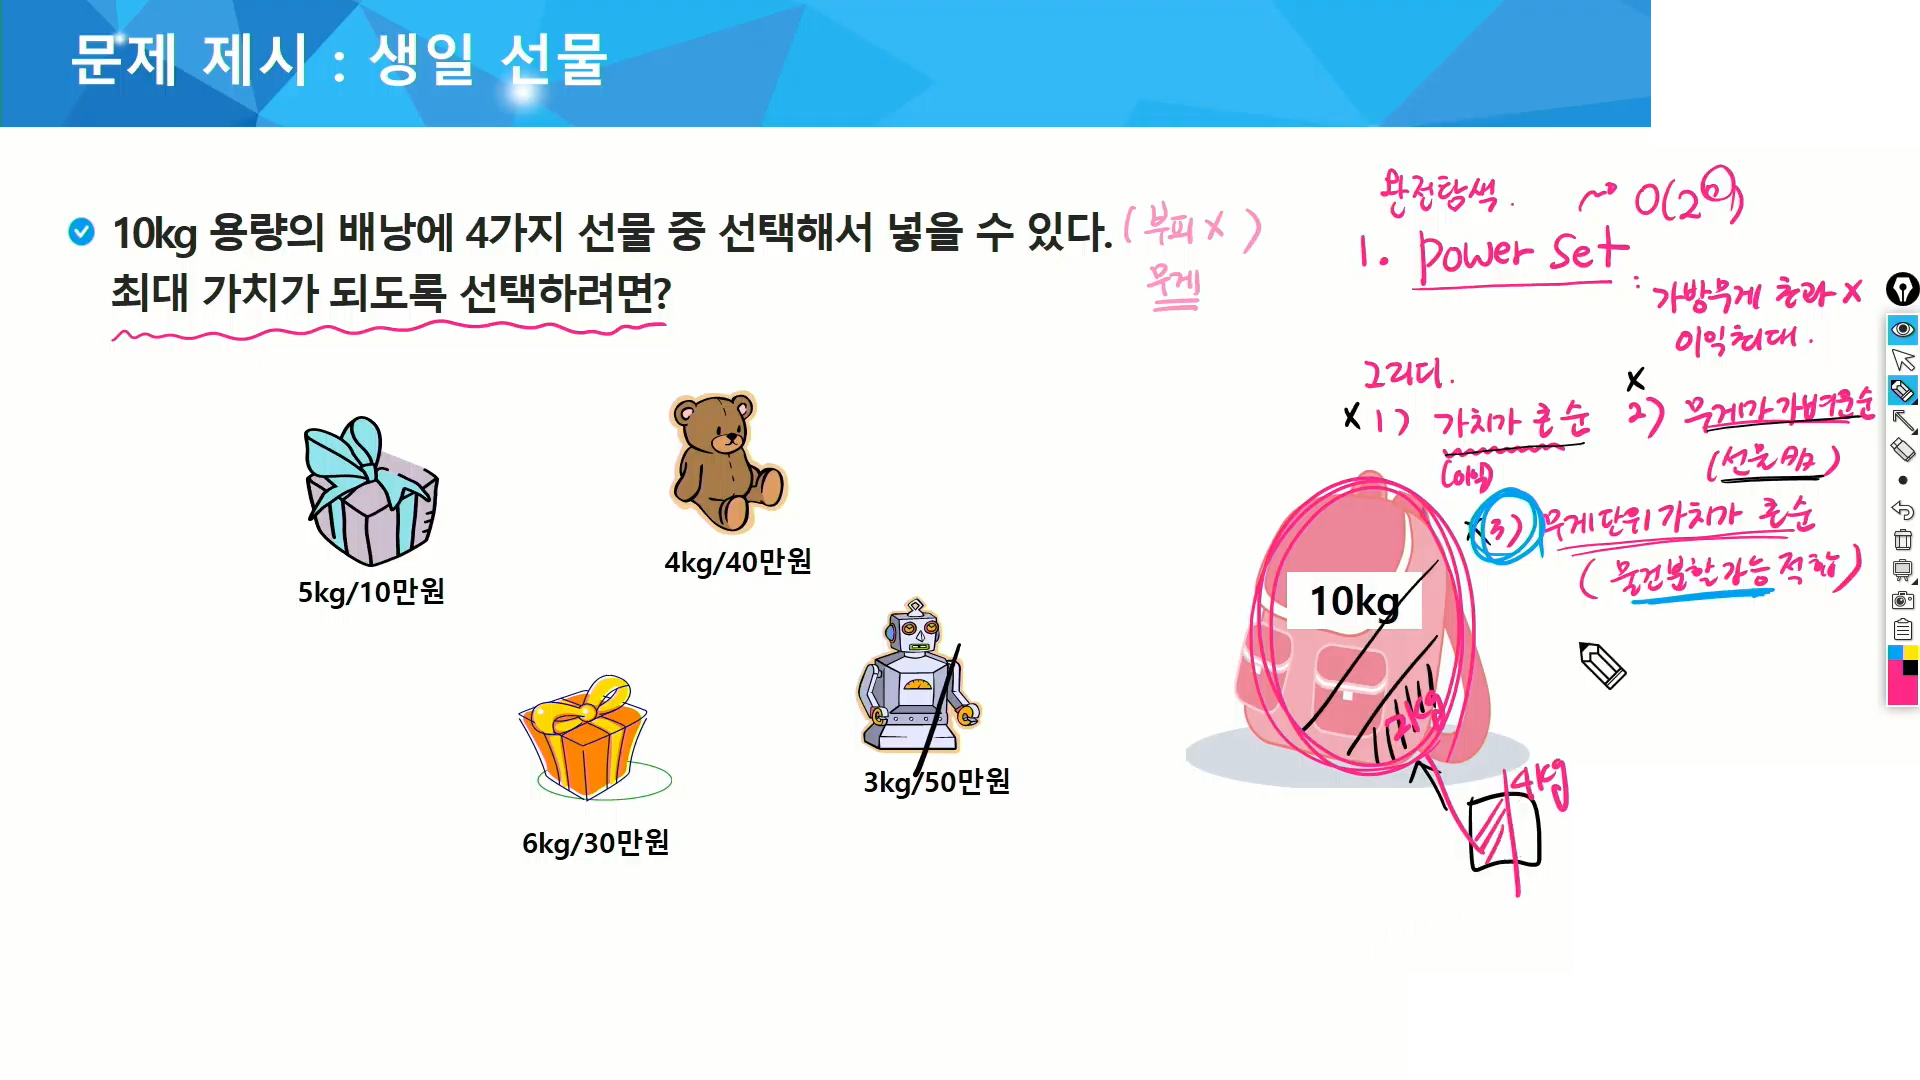 문제 제시 : 생일 선물
10kg 용량의 배낭에 4가지 선물 중 선택해서 넣을 수 있다. (부피 X)
최대 가치가 되도록 선택하려면?
무게
완전탐색. O(2ⁿ)
1. power set
: 가방무게 초과 X
이익최대.
그리디.
X 1) 가치가 큰 순
(이익)
X
2) 무게가 가벼운순
(선물 많고)
X 3) 무게단위 가치가 큰순
(물건분할가능 적합)
5kg/10만원
4kg/40만원
6kg/30만원
3kg/50만원
10kg
2kg
4kg